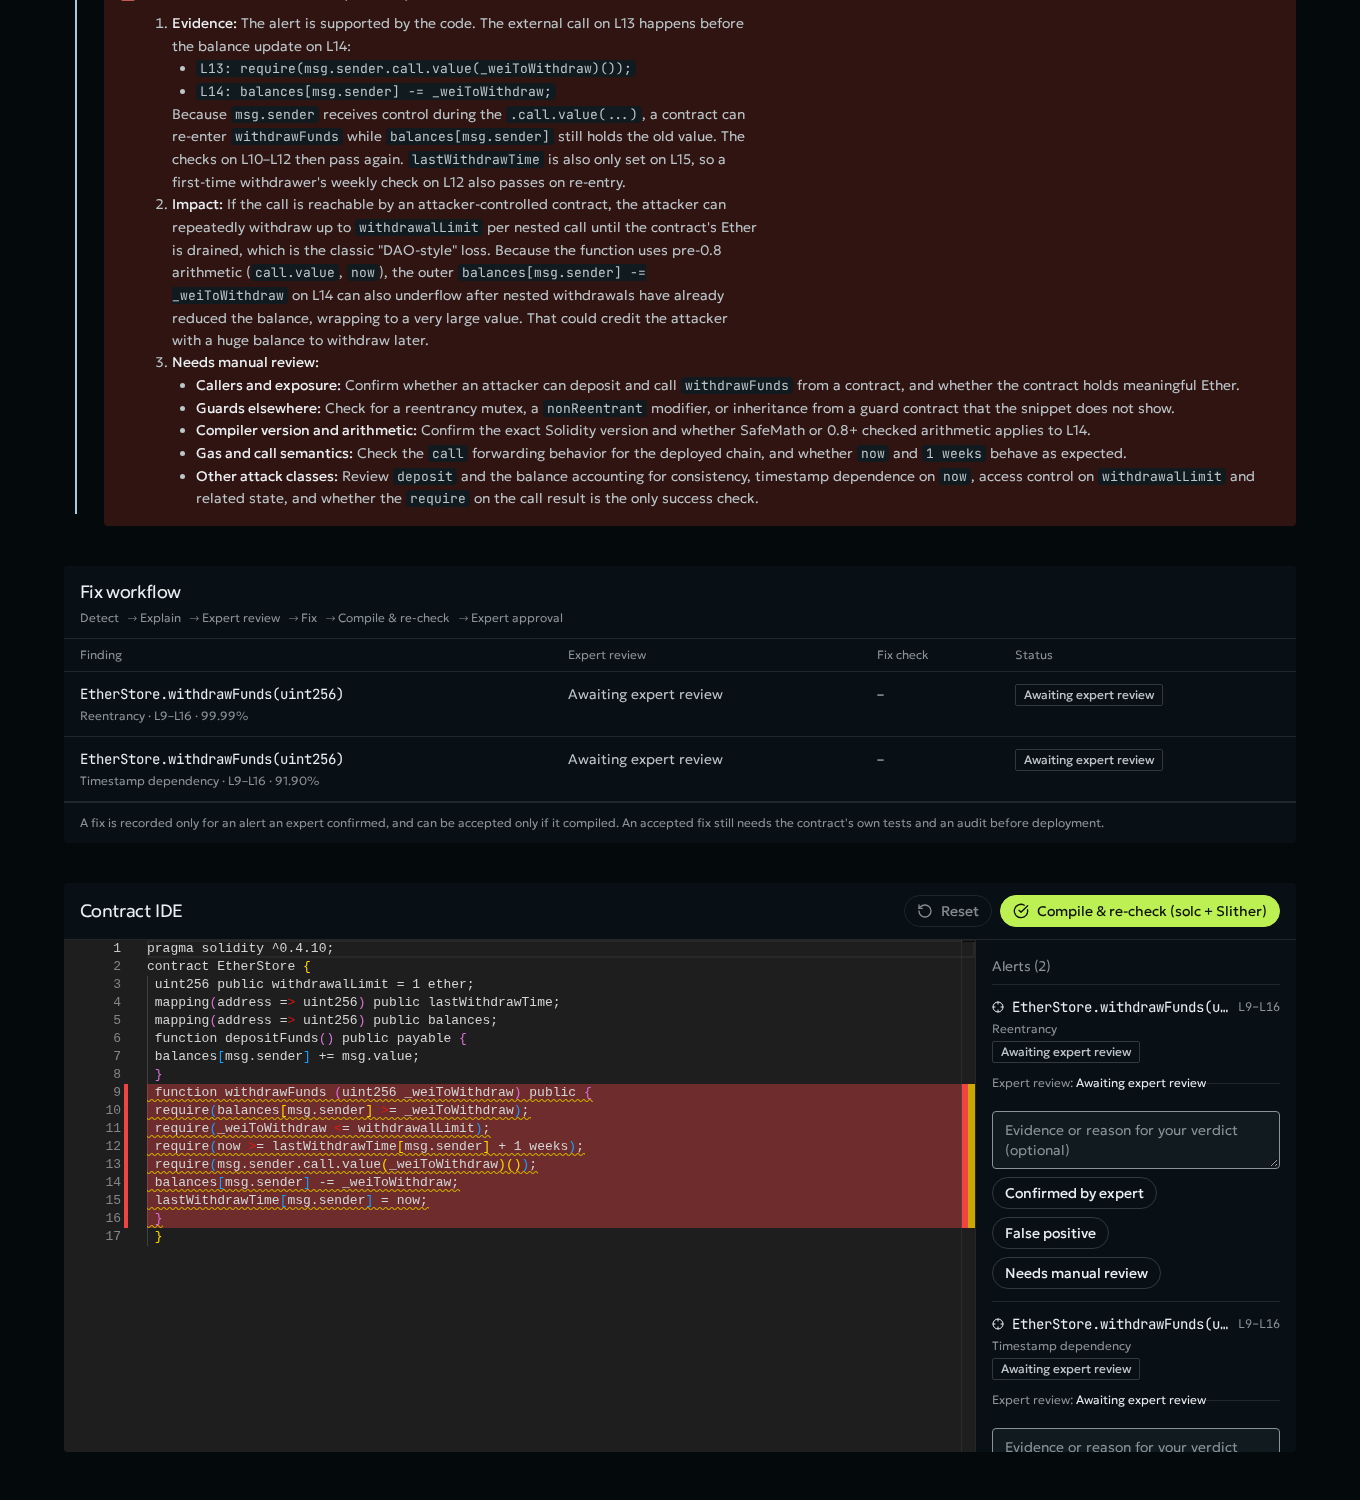 1. Evidence: The alert is supported by the code. The external call on L13 happens before
the balance update on L14:
• L13: require(msg.sender.call.value(_weiToWithdraw)());
• L14: balances[msg.sender] -= _weiToWithdraw;
Because msg.sender receives control during the .call.value(...), a contract can
re-enter withdrawFunds while balances[msg.sender] still holds the old value. The
checks on L10–L12 then pass again. lastWithdrawTime is also only set on L15, so a
first-time withdrawer's weekly check on L12 also passes on re-entry.
2. Impact: If the call is reachable by an attacker-controlled contract, the attacker can
repeatedly withdraw up to withdrawalLimit per nested call until the contract's Ether
is drained, which is the classic "DAO-style" loss. Because the function uses pre-0.8
arithmetic (call.value, now), the outer balances[msg.sender] -=
_weiToWithdraw on L14 can also underflow after nested withdrawals have already
reduced the balance, wrapping to a very large value. That could credit the attacker
with a huge balance to withdraw later.
3. Needs manual review:
• Callers and exposure: Confirm whether an attacker can deposit and call withdrawFunds from a contract, and whether the contract holds meaningful Ether.
• Guards elsewhere: Check for a reentrancy mutex, a nonReentrant modifier, or inheritance from a guard contract that the snippet does not show.
• Compiler version and arithmetic: Confirm the exact Solidity version and whether SafeMath or 0.8+ checked arithmetic applies to L14.
• Gas and call semantics: Check the call forwarding behavior for the deployed chain, and whether now and 1 weeks behave as expected.
• Other attack classes: Review deposit and the balance accounting for consistency, timestamp dependence on now, access control on withdrawalLimit and
related state, and whether the require on the call result is the only success check.
Fix workflow
Detect → Explain → Expert review → Fix → Compile & re-check → Expert approval
Finding Expert review Fix check Status
EtherStore.withdrawFunds(uint256) Awaiting expert review – Awaiting expert review
Reentrancy · L9–L16 · 99.99%
EtherStore.withdrawFunds(uint256) Awaiting expert review – Awaiting expert review
Timestamp dependency · L9–L16 · 91.90%
A fix is recorded only for an alert an expert confirmed, and can be accepted only if it compiled. An accepted fix still needs the contract's own tests and an audit before deployment.
Contract IDE
Reset
Compile & re-check (solc + Slither)
1 pragma solidity ^0.4.10;
2 contract EtherStore {
3 uint256 public withdrawalLimit = 1 ether;
4 mapping(address => uint256) public lastWithdrawTime;
5 mapping(address => uint256) public balances;
6 function depositFunds() public payable {
7 balances[msg.sender] += msg.value;
8 }
9 function withdrawFunds (uint256 _weiToWithdraw) public {
10 require(balances[msg.sender] >= _weiToWithdraw);
11 require(_weiToWithdraw <= withdrawalLimit);
12 require(now >= lastWithdrawTime[msg.sender] + 1 weeks);
13 require(msg.sender.call.value(_weiToWithdraw)());
14 balances[msg.sender] -= _weiToWithdraw;
15 lastWithdrawTime[msg.sender] = now;
16 }
17 }
Alerts (2)
EtherStore.withdrawFunds(u… L9–L16
Reentrancy
Awaiting expert review
Expert review: Awaiting expert review
Evidence or reason for your verdict
(optional)
Confirmed by expert
False positive
Needs manual review
EtherStore.withdrawFunds(u… L9–L16
Timestamp dependency
Awaiting expert review
Expert review: Awaiting expert review
Evidence or reason for your verdict